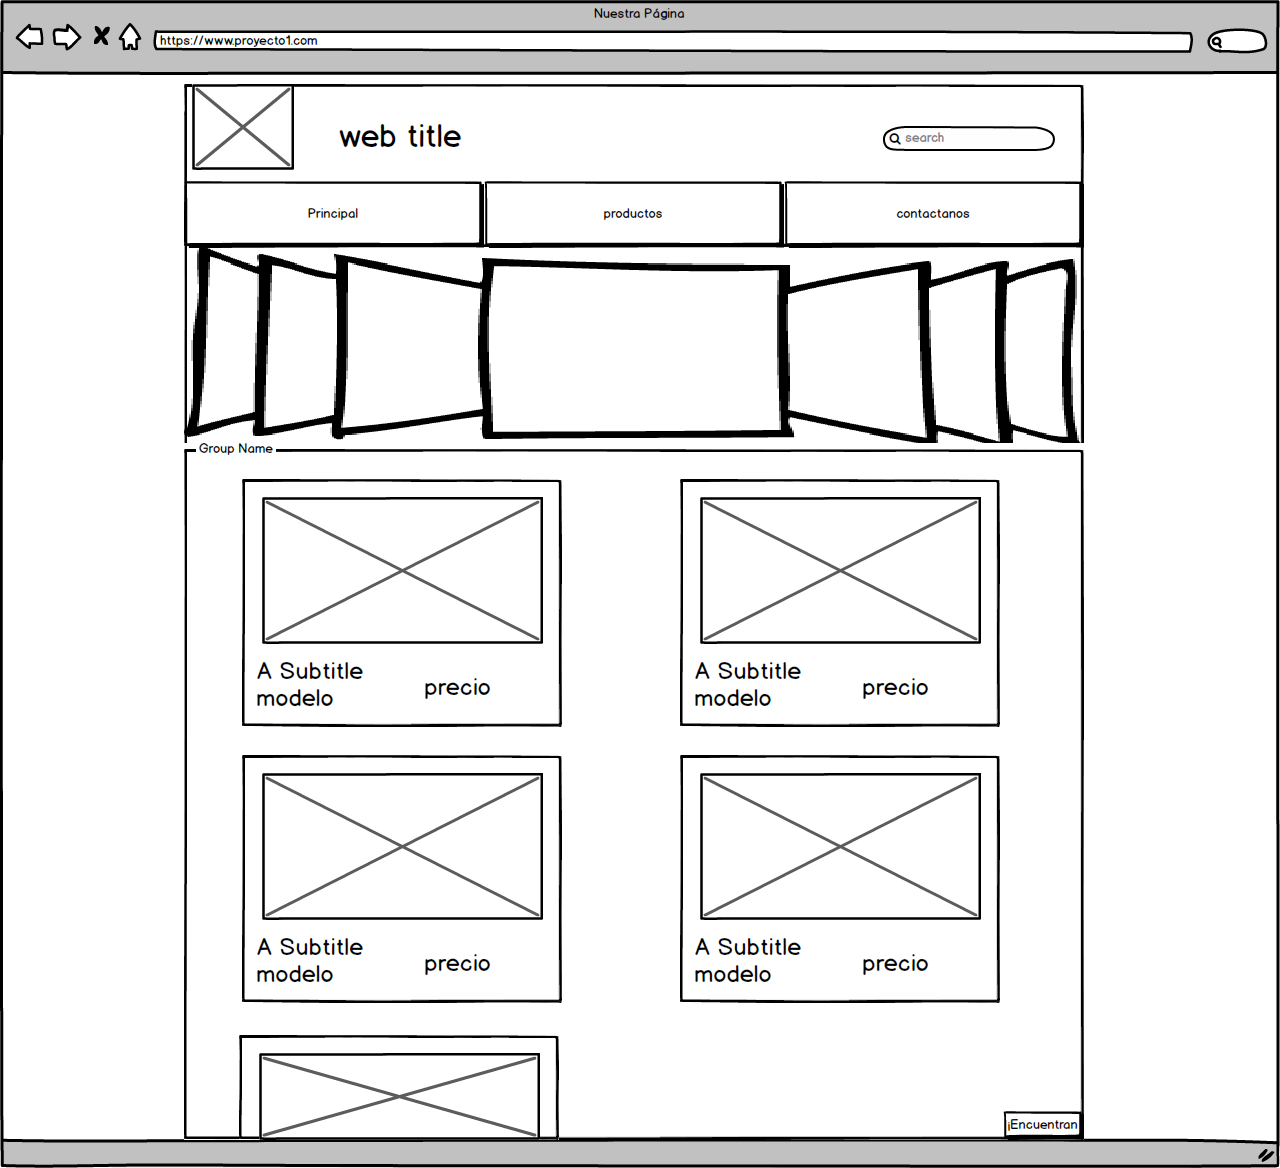 Nuestra Página
https://www.proyecto1.com
web title
search
Principal
productos
contactanos
Group Name
A Subtitle
modelo
precio
A Subtitle
modelo
precio
A Subtitle
modelo
precio
A Subtitle
modelo
precio
¡Encuentran